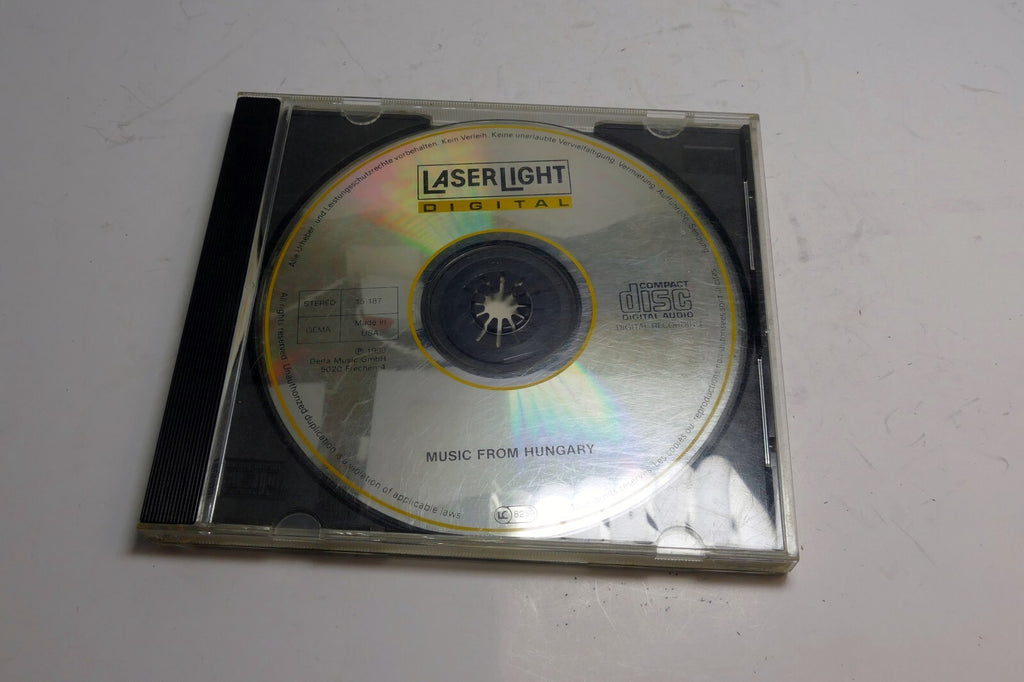 Alle Urheber- und Leistungsschutzrechte vorbehalten. Kein Verleih. Keine unerlaubte Vervielfältigung, Vermietung, Aufführung, Sendung
LASERLIGHT
DIGITAL
STEREO 15 187
GEMA Made in USA
℗ 1990
Delta Music GmbH
5020 Frechen 4
COMPACT
disc
DIGITAL AUDIO
DIGITAL RECORDING
MUSIC FROM HUNGARY
All rights reserved. Unauthorized duplication is a violation of applicable laws
LC